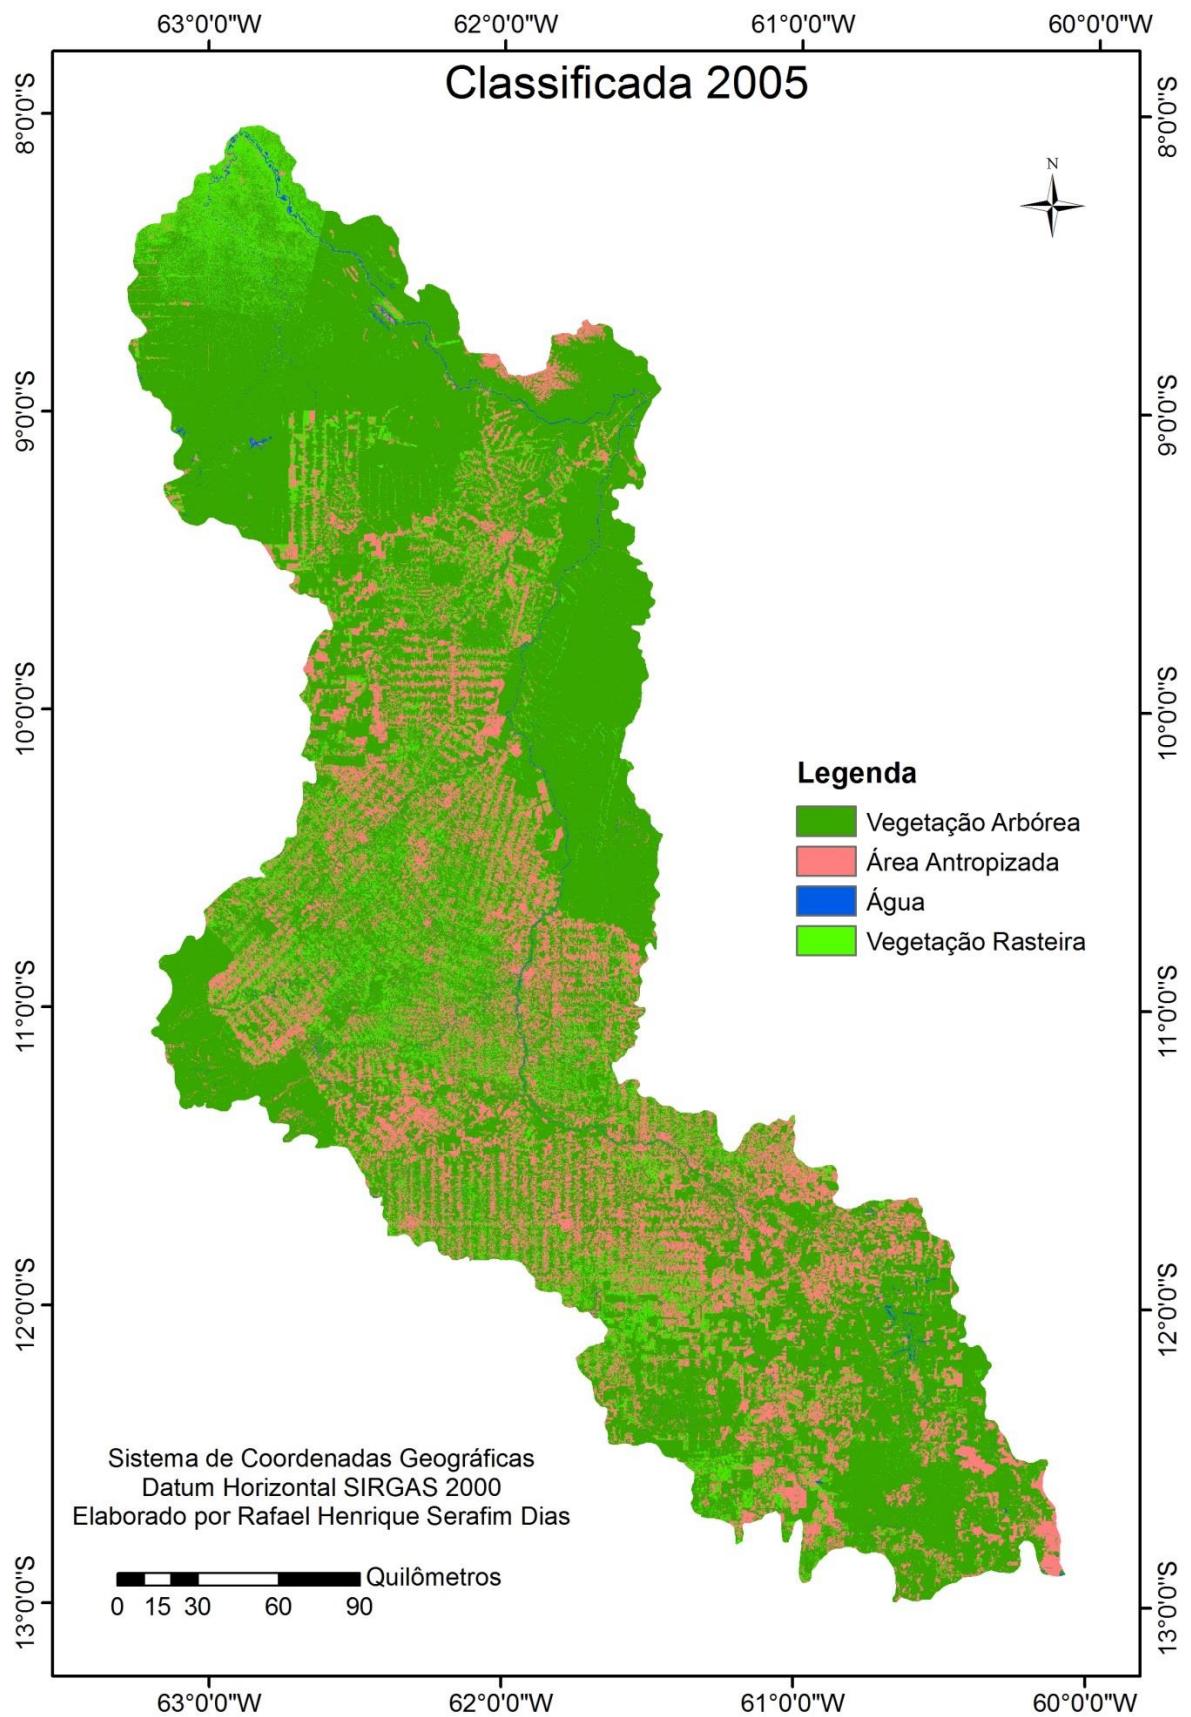 63°0'0"W 62°0'0"W 61°0'0"W 60°0'0"W
Classificada 2005
8°0'0"S
8°0'0"S
N
9°0'0"S
9°0'0"S
10°0'0"S
10°0'0"S
Legenda
Vegetação Arbórea
Área Antropizada
Água
Vegetação Rasteira
11°0'0"S
11°0'0"S
12°0'0"S
12°0'0"S
Sistema de Coordenadas Geográficas
Datum Horizontal SIRGAS 2000
Elaborado por Rafael Henrique Serafim Dias
Quilômetros
0 15 30 60 90
13°0'0"S
13°0'0"S
63°0'0"W 62°0'0"W 61°0'0"W 60°0'0"W